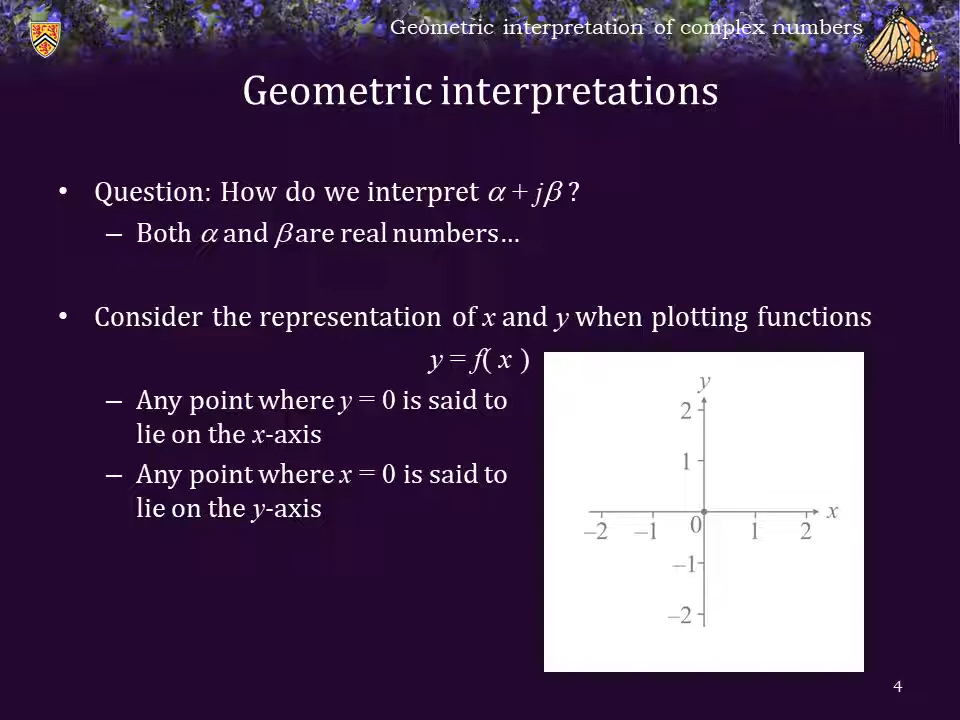 Geometric interpretation of complex numbers
Geometric interpretations
• Question: How do we interpret α + jβ ?
– Both α and β are real numbers…
• Consider the representation of x and y when plotting functions
y = f( x )
– Any point where y = 0 is said to
lie on the x-axis
– Any point where x = 0 is said to
lie on the y-axis
y
2
1
x
0
–2 –1 1 2
–1
–2
4